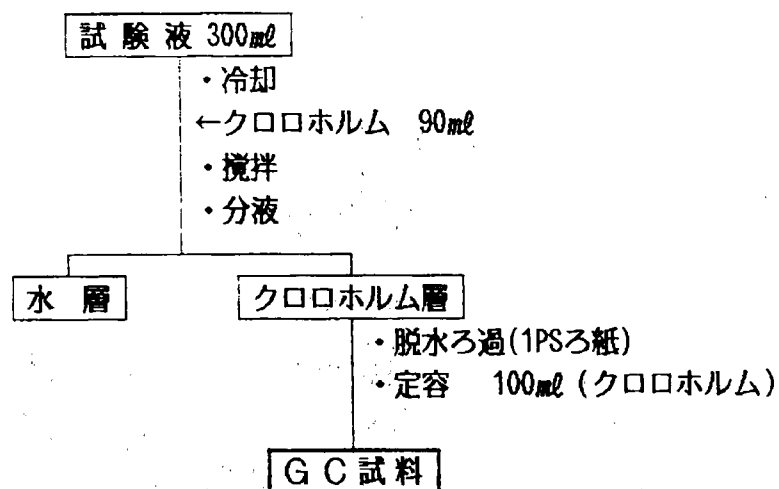 試験液 300㎖
・冷却
←クロロホルム 90㎖
・撹拌
・分液
水層
クロロホルム層
・脱水ろ過(1PSろ紙)
・定容 100㎖(クロロホルム)
GC試料